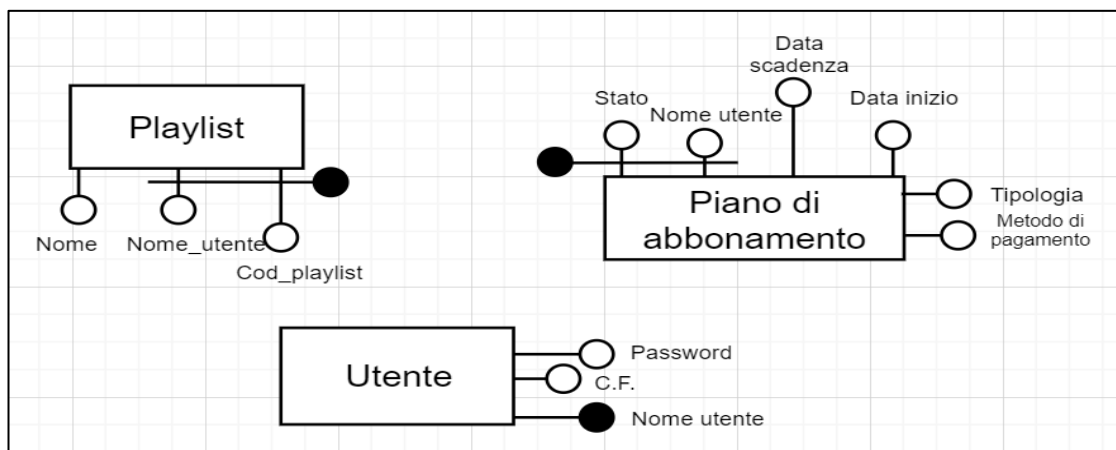 Playlist
Nome
Nome_utente
Cod_playlist
Stato
Nome utente
Data
scadenza
Data inizio
Piano di
abbonamento
Tipologia
Metodo di
pagamento
Utente
Password
C.F.
Nome utente